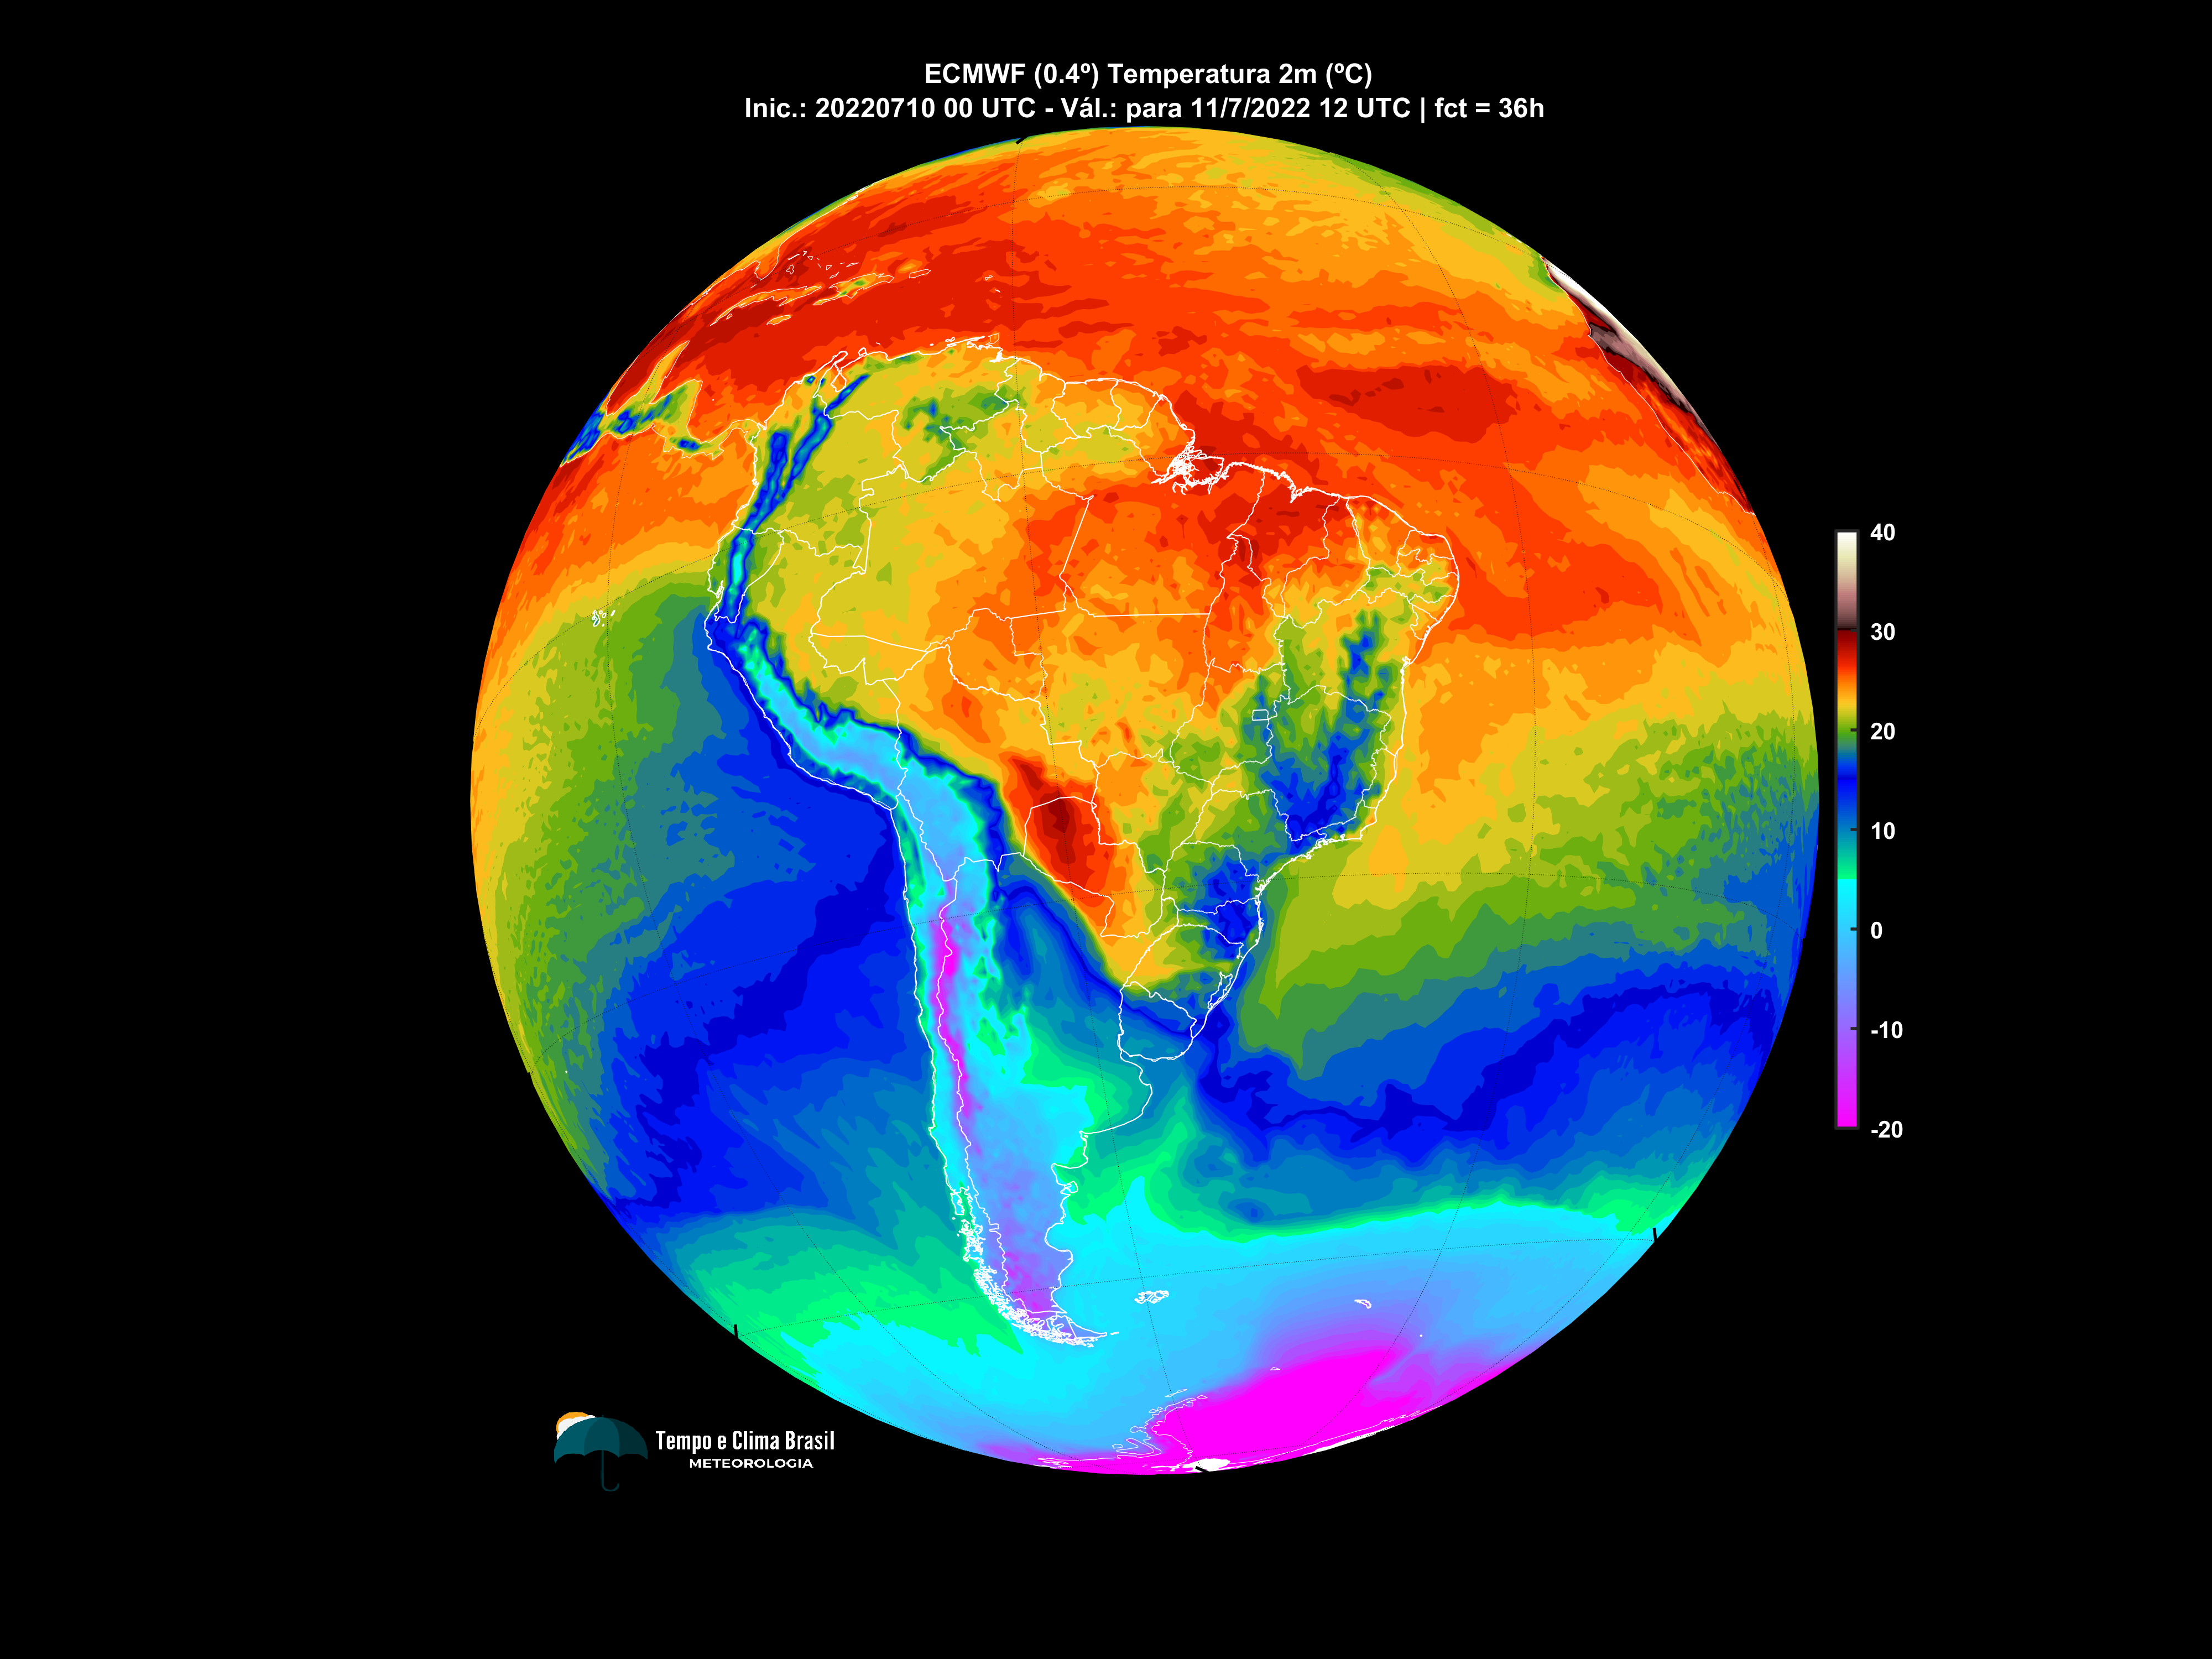 ECMWF (0.4º) Temperatura 2m (ºC)
Inic.: 20220710 00 UTC - Vál.: para 11/7/2022 12 UTC | fct = 36h
40
30
20
10
0
-10
-20
Tempo e Clima Brasil
METEOROLOGIA